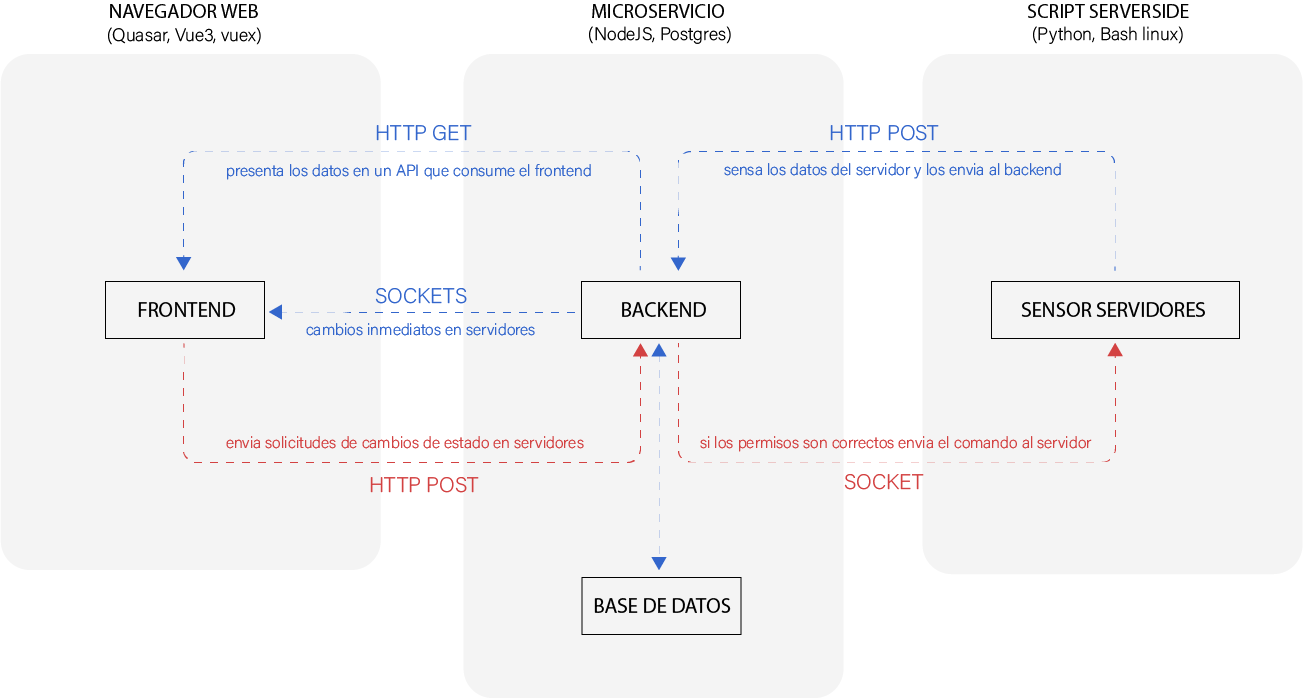 NAVEGADOR WEB
(Quasar, Vue3, vuex)
MICROSERVICIO
(NodeJS, Postgres)
SCRIPT SERVERSIDE
(Python, Bash linux)
HTTP GET
presenta los datos en un API que consume el frontend
HTTP POST
sensa los datos del servidor y los envia al backend
FRONTEND
SOCKETS
cambios inmediatos en servidores
BACKEND
SENSOR SERVIDORES
envia solicitudes de cambios de estado en servidores
HTTP POST
si los permisos son correctos envia el comando al servidor
SOCKET
BASE DE DATOS